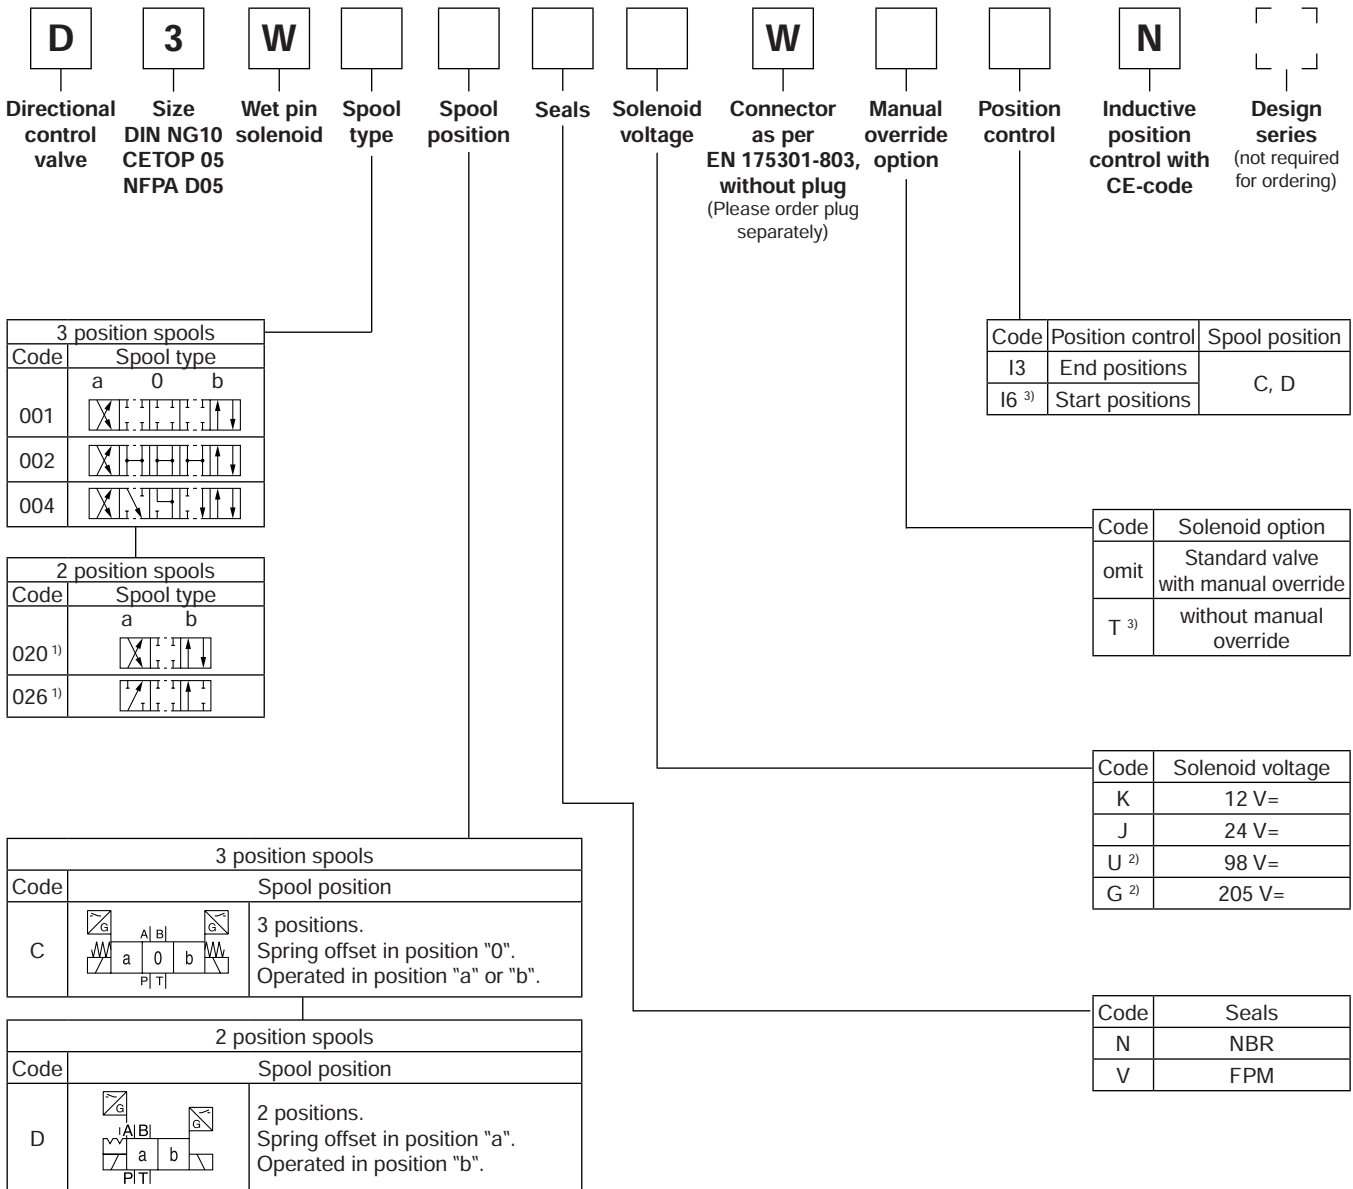 D 3 W W N
Directional control valve
Size DIN NG10 CETOP 05 NFPA D05
Wet pin solenoid
Spool type
Spool position
Seals
Solenoid voltage
Connector as per EN 175301-803, without plug
(Please order plug separately)
Manual override option
Position control
Inductive position control with CE-code
Design series
(not required for ordering)
3 position spools
Code Spool type
a 0 b
001
002
004
2 position spools
Code Spool type
a b
020 1)
026 1)
Code Position control Spool position
I3 End positions C, D
I6 3) Start positions
Code Solenoid option
omit Standard valve with manual override
T 3) without manual override
Code Solenoid voltage
K 12 V=
J 24 V=
U 2) 98 V=
G 2) 205 V=
3 position spools
Code Spool position
C
G G
A B
a 0 b
P T
3 positions.
Spring offset in position "0".
Operated in position "a" or "b".
2 position spools
Code Spool position
D
G G
A B
a b
P T
2 positions.
Spring offset in position "a".
Operated in position "b".
Code Seals
N NBR
V FPM